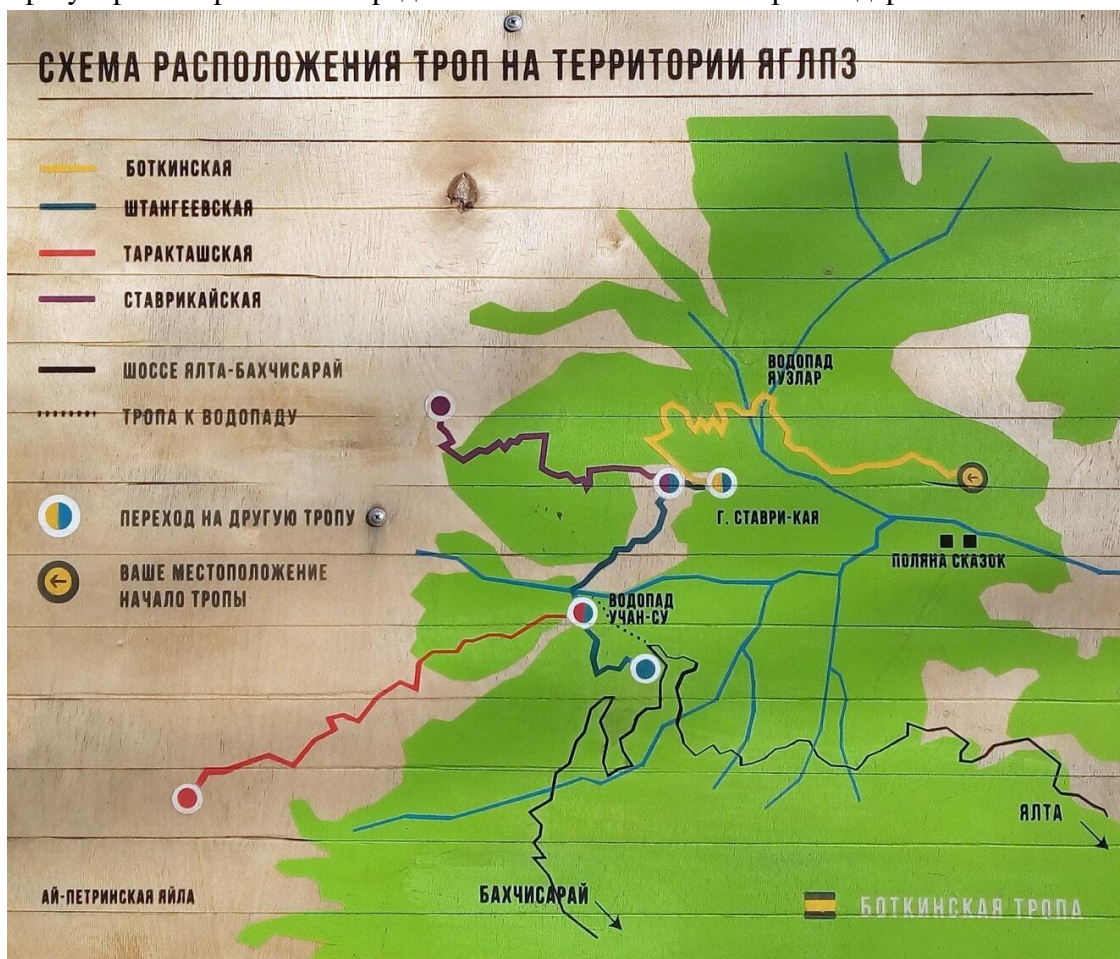 СХЕМА РАСПОЛОЖЕНИЯ ТРОП НА ТЕРРИТОРИИ ЯГЛПЗ
БОТКИНСКАЯ
ШТАНГЕЕВСКАЯ
ТАРАКТАШСКАЯ
СТАВРИКАЙСКАЯ
ШОССЕ ЯЛТА-БАХЧИСАРАЙ
ТРОПА К ВОДОПАДУ
ПЕРЕХОД НА ДРУГУЮ ТРОПУ
ВАШЕ МЕСТОПОЛОЖЕНИЕ
НАЧАЛО ТРОПЫ
ВОДОПАД
ЯУЗЛАР
Г. СТАВРИ-КАЯ
ПОЛЯНА СКАЗОК
ВОДОПАД
УЧАН-СУ
ЯЛТА
АЙ-ПЕТРИНСКАЯ ЯЙЛА
БАХЧИСАРАЙ
БОТКИНСКАЯ ТРОПА